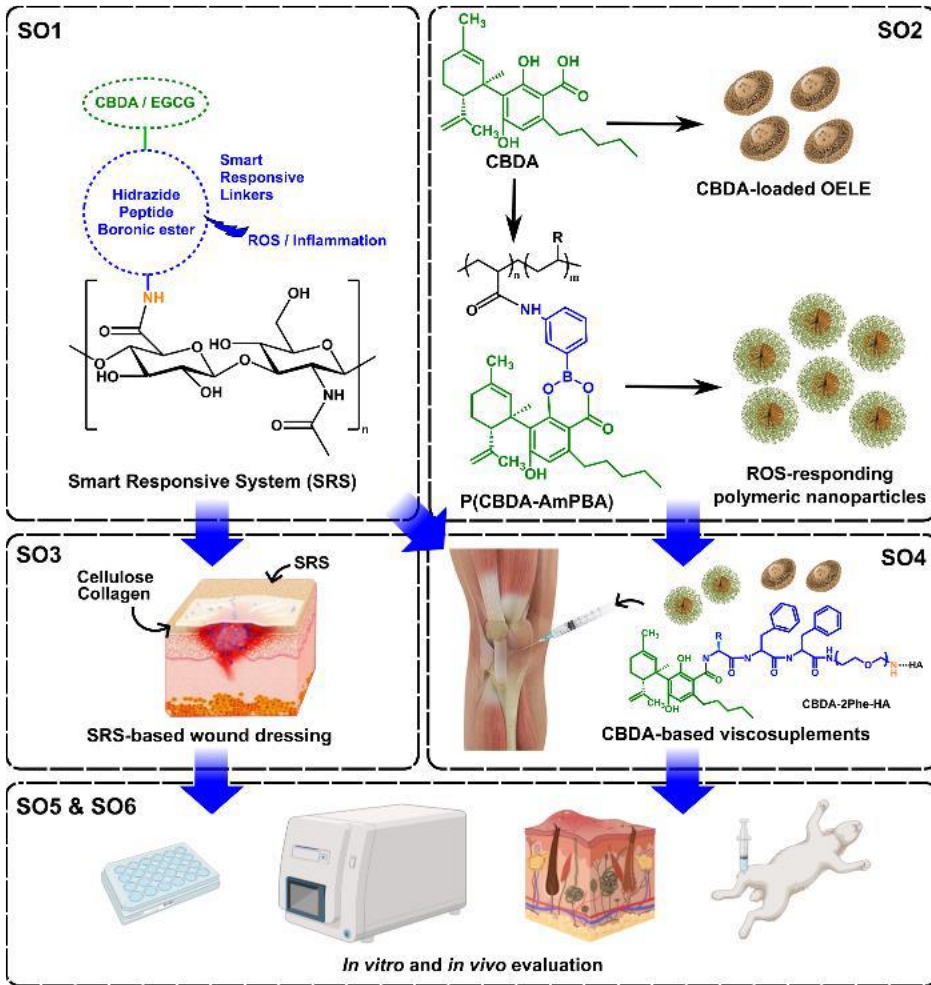 SO1
CBDA / EGCG
Smart
Responsive
Linkers
Hidrazide
Peptide
Boronic ester
ROS / Inflammation
NH
OH
O
O
O
HO
O
O
HO
OH
NH
O
n
Smart Responsive System (SRS)
SO2
CH₃
OH
OH
O
CH₃
OH
CBDA
CBDA-loaded OELE
R
n
m
O
NH
B
O
O
CH₃
O
CH₃
OH
P(CBDA-AmPBA)
ROS-responding
polymeric nanoparticles
SO3
SRS
Cellulose
Collagen
SRS-based wound dressing
SO4
CH₃
OH
O
R
H
N
O
H
N
O
N
H
O
O
N
H
HA
CH₃
OH
CBDA-2Phe-HA
CBDA-based viscosuplements
SO5 & SO6
In vitro and in vivo evaluation